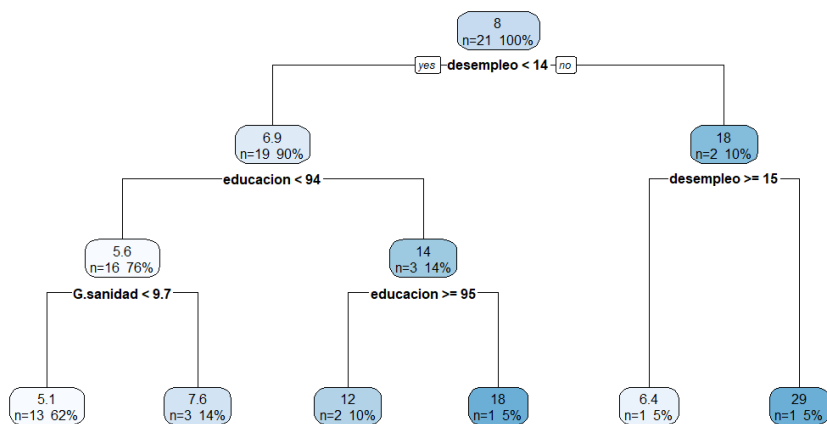 8
n=21 100%
yes desempleo < 14 no
6.9
n=19 90%
18
n=2 10%
educacion < 94
desempleo >= 15
5.6
n=16 76%
14
n=3 14%
G.sanidad < 9.7
educacion >= 95
5.1
n=13 62%
7.6
n=3 14%
12
n=2 10%
18
n=1 5%
6.4
n=1 5%
29
n=1 5%